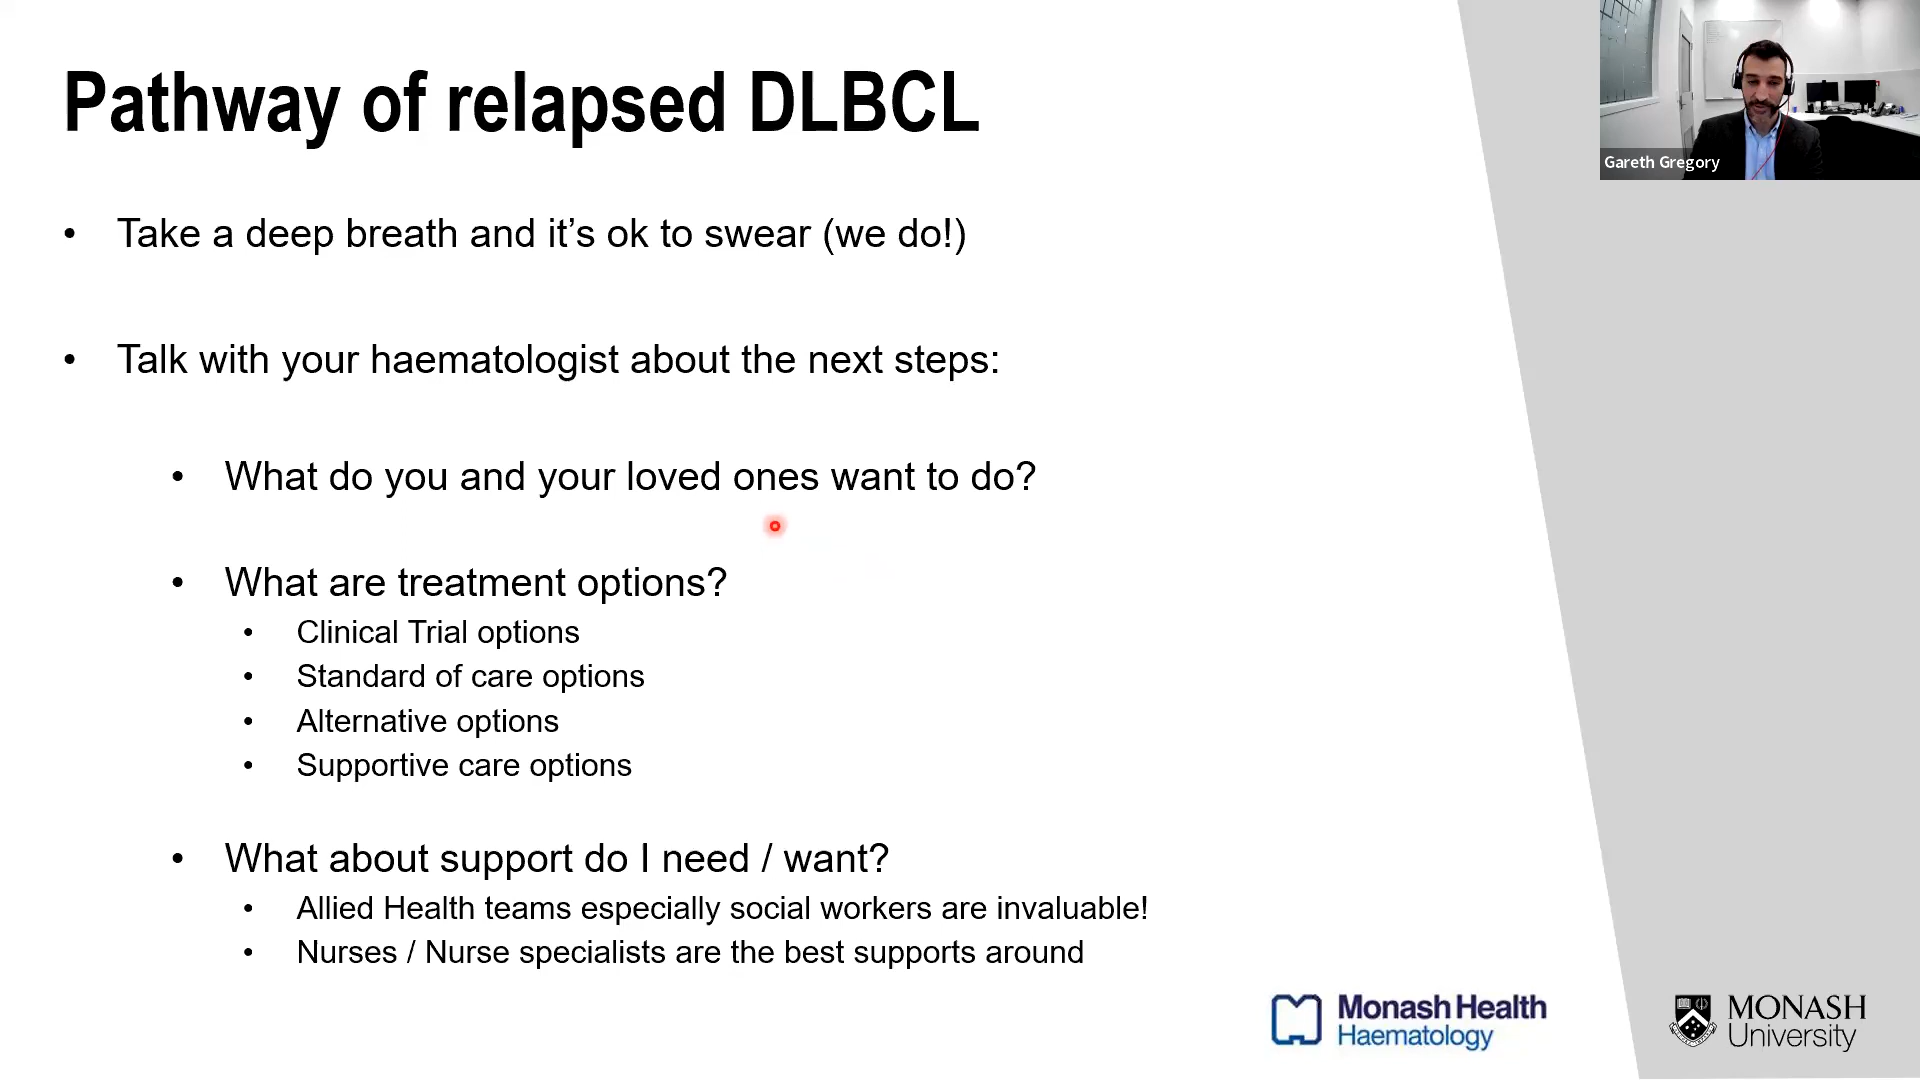 Pathway of relapsed DLBCL
Gareth Gregory
• Take a deep breath and it’s ok to swear (we do!)
• Talk with your haematologist about the next steps:
• What do you and your loved ones want to do?
• What are treatment options?
• Clinical Trial options
• Standard of care options
• Alternative options
• Supportive care options
• What about support do I need / want?
• Allied Health teams especially social workers are invaluable!
• Nurses / Nurse specialists are the best supports around
Monash Health
Haematology
MONASH
University